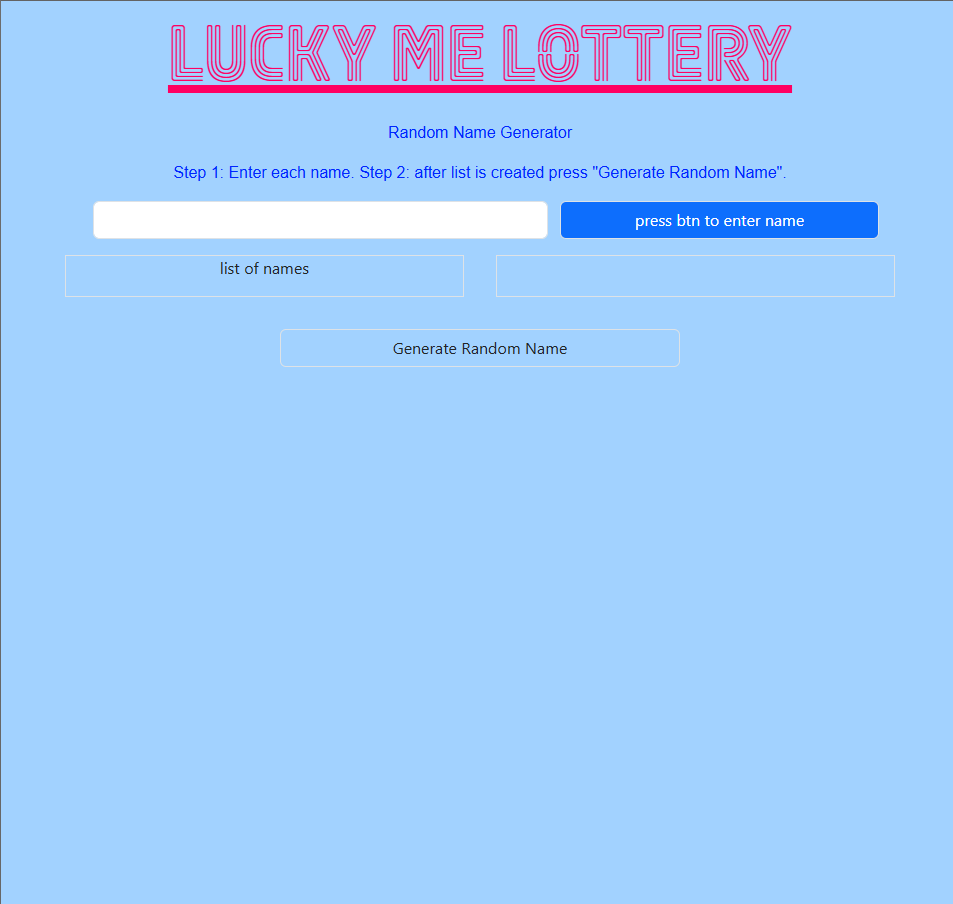 LUCKY ME LOTTERY
Random Name Generator
Step 1: Enter each name. Step 2: after list is created press "Generate Random Name".
press btn to enter name
list of names
Generate Random Name